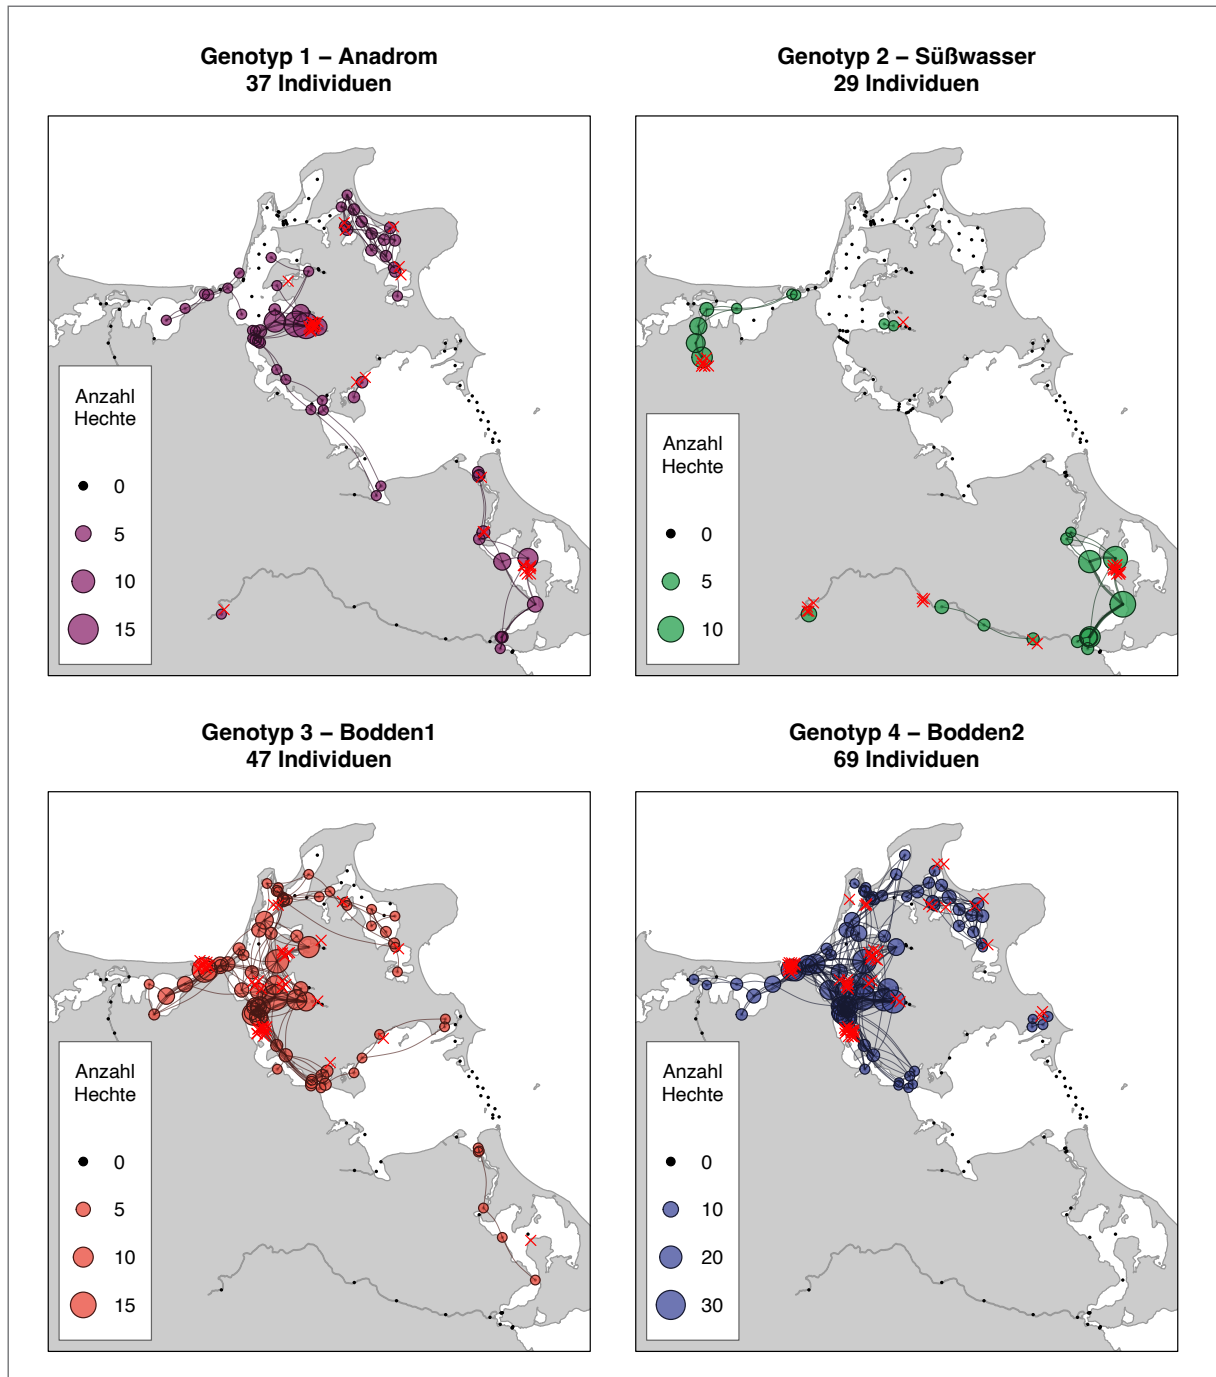 Genotyp 1 – Anadrom
37 Individuen
Anzahl
Hechte
0
5
10
15
Genotyp 2 – Süßwasser
29 Individuen
Anzahl
Hechte
0
5
10
Genotyp 3 – Bodden1
47 Individuen
Anzahl
Hechte
0
5
10
15
Genotyp 4 – Bodden2
69 Individuen
Anzahl
Hechte
0
10
20
30